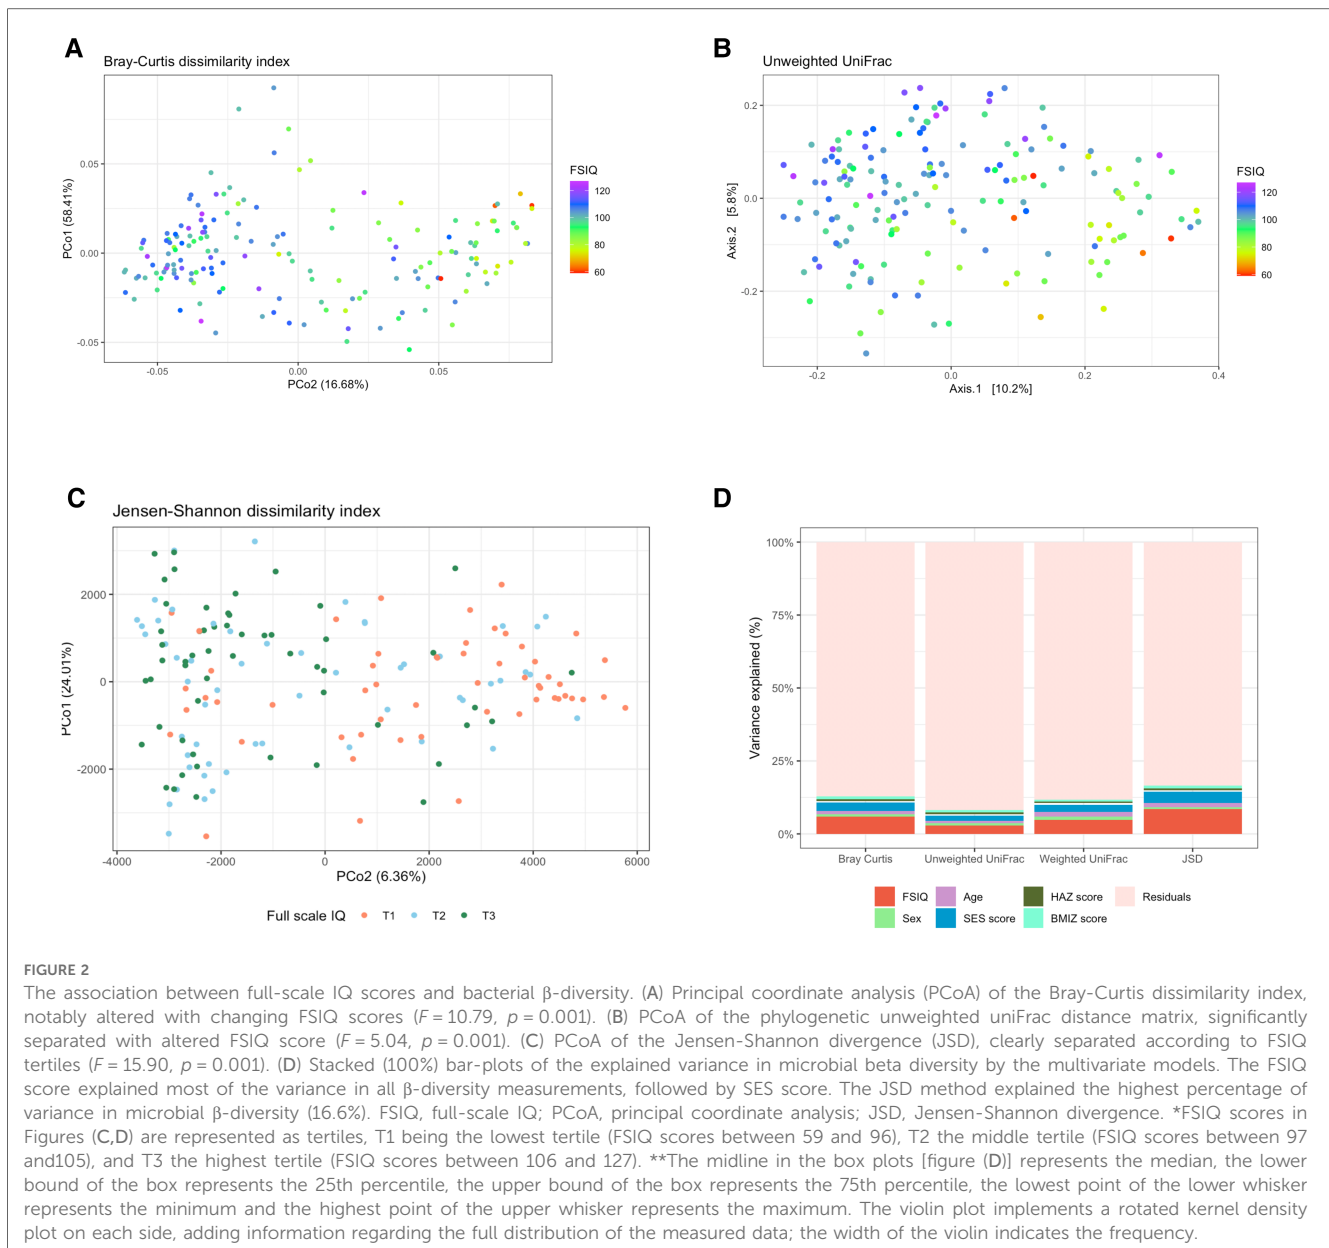 A
Bray-Curtis dissimilarity index
PCo1 (58.41%)
0.05
0.00
-0.05
-0.05
0.00
0.05
PCo2 (16.68%)
FSIQ
120
100
80
60
B
Unweighted UniFrac
Axis.2 [5.8%]
0.2
0.0
-0.2
-0.2
0.0
0.2
0.4
Axis.1 [10.2%]
FSIQ
120
100
80
60
C
Jensen-Shannon dissimilarity index
PCo1 (24.01%)
2000
0
-2000
-4000
-2000
0
2000
4000
6000
PCo2 (6.36%)
Full scale IQ T1 T2 T3
D
Variance explained (%)
100%
75%
50%
25%
0%
Bray Curtis
Unweighted UniFrac
Weighted UniFrac
JSD
FSIQ Age HAZ score Residuals
Sex SES score BMIZ score
FIGURE 2
The association between full-scale IQ scores and bacterial β-diversity. (A) Principal coordinate analysis (PCoA) of the Bray-Curtis dissimilarity index,
notably altered with changing FSIQ scores (F = 10.79, p = 0.001). (B) PCoA of the phylogenetic unweighted uniFrac distance matrix, significantly
separated with altered FSIQ score (F = 5.04, p = 0.001). (C) PCoA of the Jensen-Shannon divergence (JSD), clearly separated according to FSIQ
tertiles (F = 15.90, p = 0.001). (D) Stacked (100%) bar-plots of the explained variance in microbial beta diversity by the multivariate models. The FSIQ
score explained most of the variance in all β-diversity measurements, followed by SES score. The JSD method explained the highest percentage of
variance in microbial β-diversity (16.6%). FSIQ, full-scale IQ; PCoA, principal coordinate analysis; JSD, Jensen-Shannon divergence. *FSIQ scores in
Figures (C,D) are represented as tertiles, T1 being the lowest tertile (FSIQ scores between 59 and 96), T2 the middle tertile (FSIQ scores between 97
and105), and T3 the highest tertile (FSIQ scores between 106 and 127). **The midline in the box plots [figure (D)] represents the median, the lower
bound of the box represents the 25th percentile, the upper bound of the box represents the 75th percentile, the lowest point of the lower whisker
represents the minimum and the highest point of the upper whisker represents the maximum. The violin plot implements a rotated kernel density
plot on each side, adding information regarding the full distribution of the measured data; the width of the violin indicates the frequency.